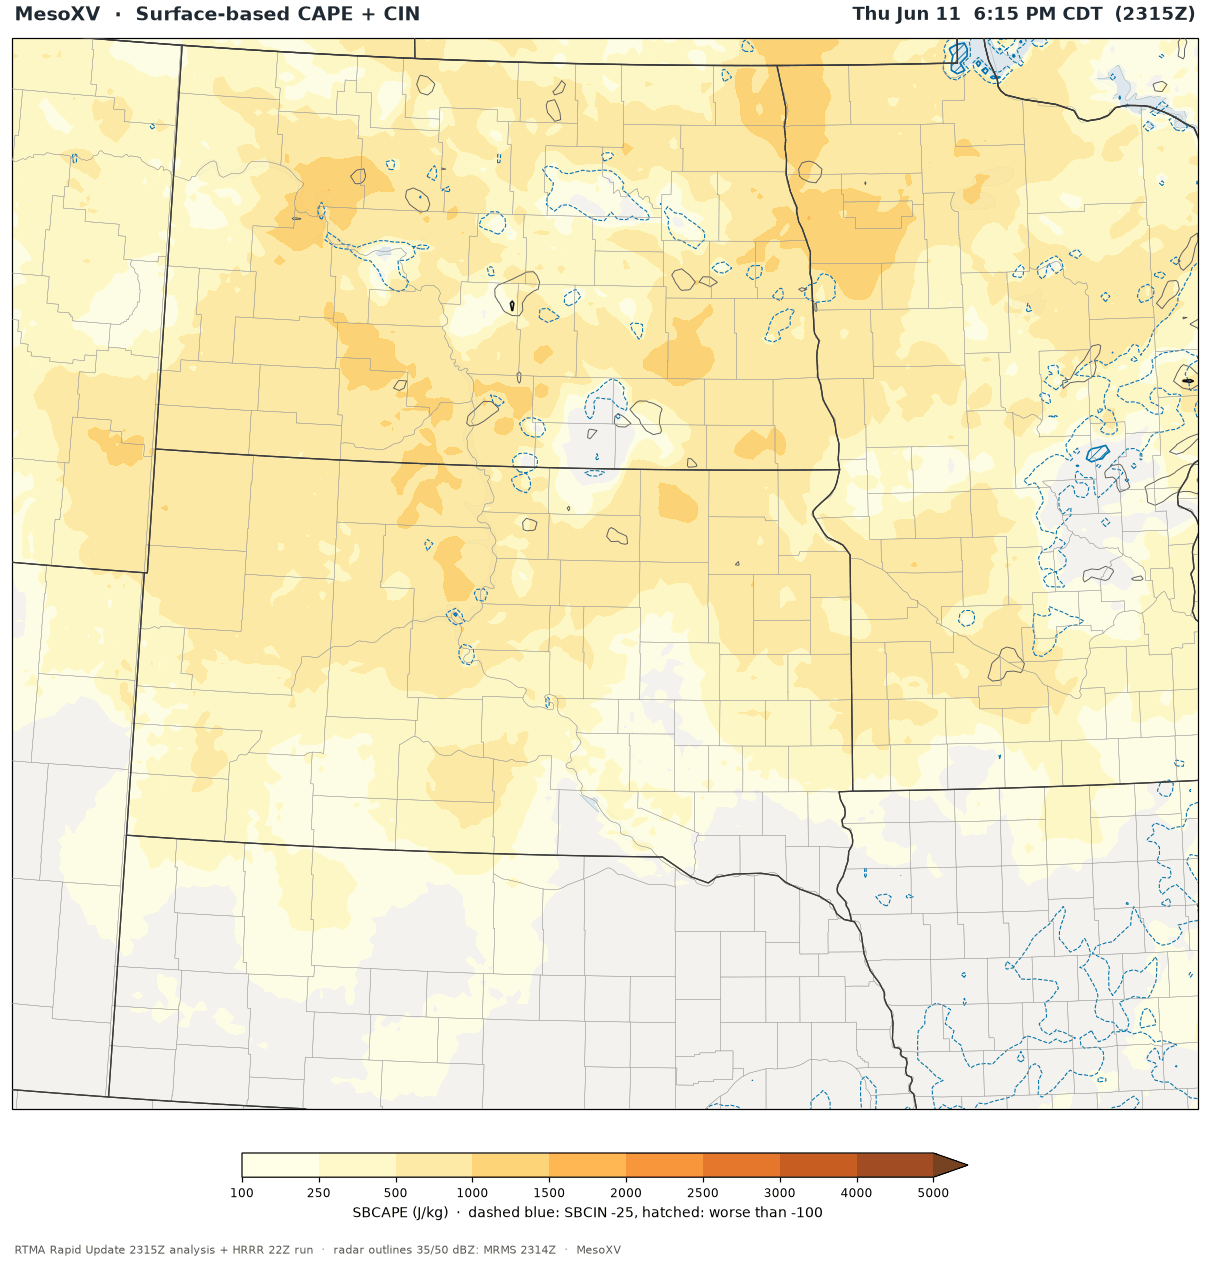 MesoXV · Surface-based CAPE + CIN
Thu Jun 11 6:15 PM CDT (2315Z)
100 250 500 1000 1500 2000 2500 3000 4000 5000
SBCAPE (J/kg) · dashed blue: SBCIN -25, hatched: worse than -100
RTMA Rapid Update 2315Z analysis + HRRR 22Z run · radar outlines 35/50 dBZ: MRMS 2314Z · MesoXV